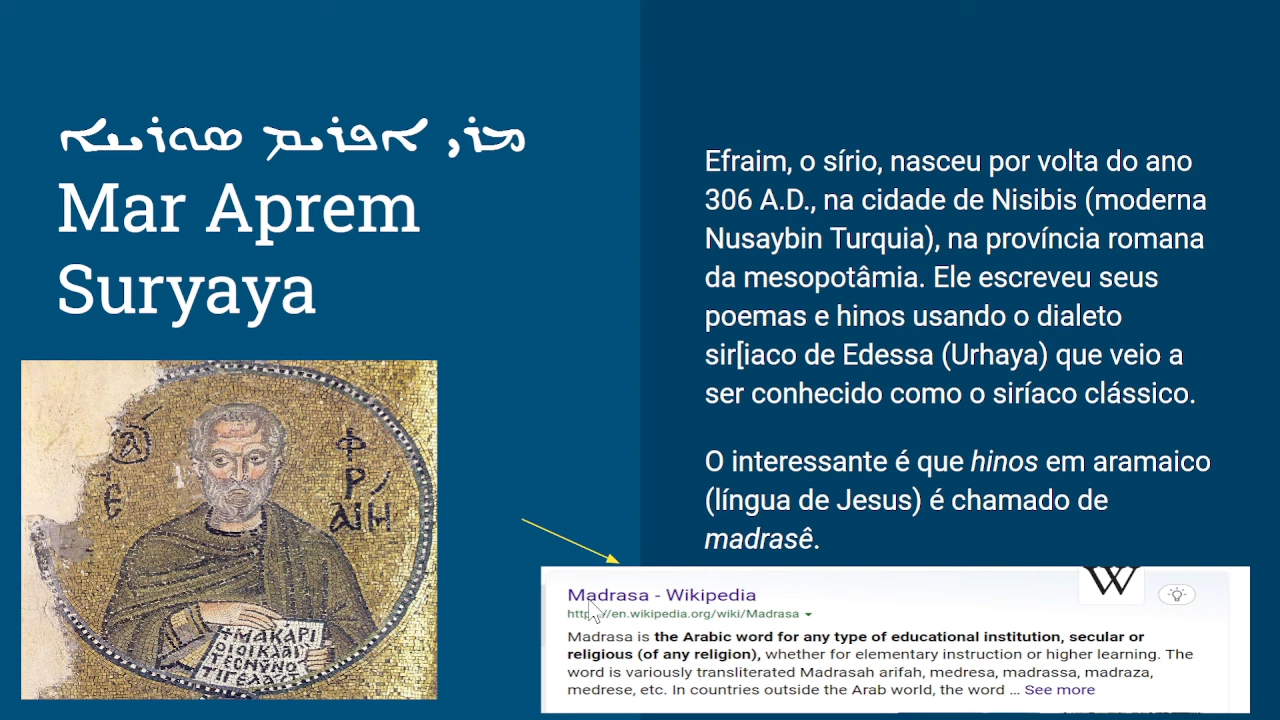 ܡܪܝ ܐܦܪܝܡ ܣܘܪܝܝܐ
Mar Aprem
Suryaya
Efraim, o sírio, nasceu por volta do ano
306 A.D., na cidade de Nisibis (moderna
Nusaybin Turquia), na província romana
da mesopotâmia. Ele escreveu seus
poemas e hinos usando o dialeto
sir[iaco de Edessa (Urhaya) que veio a
ser conhecido como o siríaco clássico.
O interessante é que hinos em aramaico
(língua de Jesus) é chamado de
madrasê.
Madrasa - Wikipedia
https://en.wikipedia.org/wiki/Madrasa
Madrasa is the Arabic word for any type of educational institution, secular or
religious (of any religion), whether for elementary instruction or higher learning. The
word is variously transliterated Madrasah arifah, medresa, madrassa, madraza,
medrese, etc. In countries outside the Arab world, the word ... See more
W
Φ
Ρ
ΑΙΜ
ΜΑΚΑΡΙ
ΟΙΟΙΚΛΑΙ